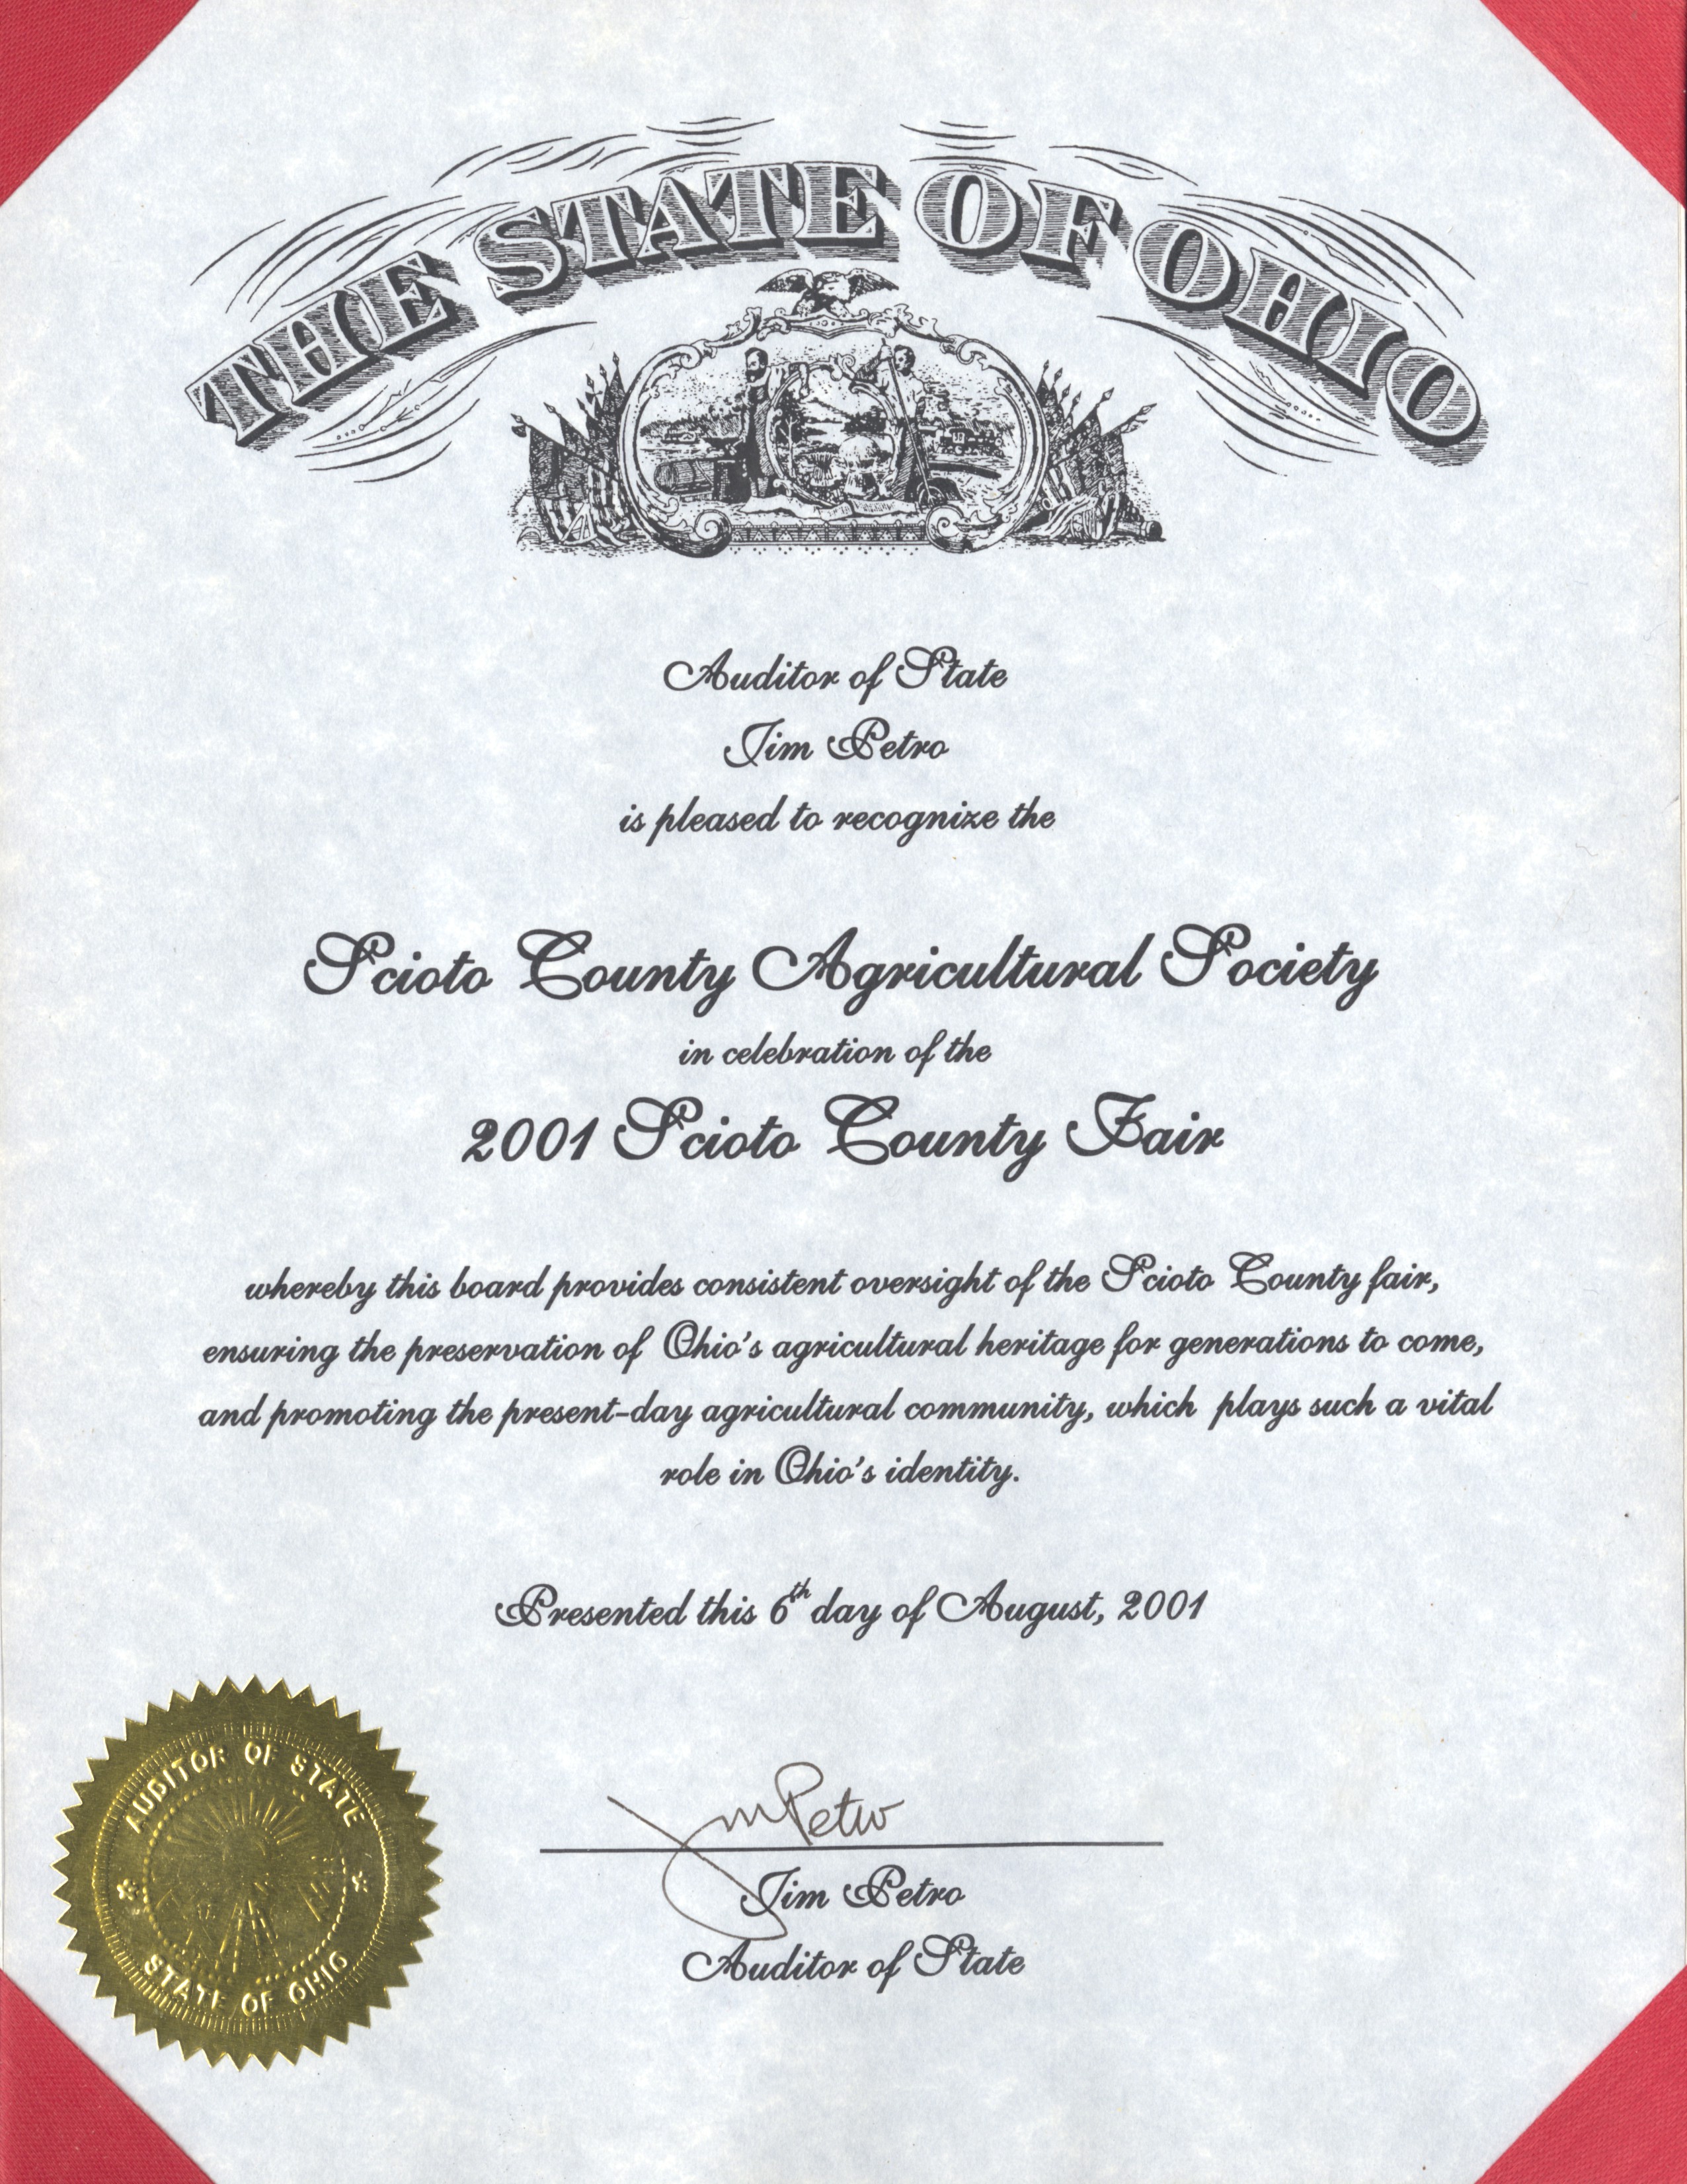 THE STATE OF OHIO
Auditor of State
Jim Petro
is pleased to recognize the
Scioto County Agricultural Society
in celebration of the
2001 Scioto County Fair
whereby this board provides consistent oversight of the Scioto County fair,
ensuring the preservation of Ohio's agricultural heritage for generations to come,
and promoting the present-day agricultural community, which plays such a vital
role in Ohio's identity.
Presented this 6th day of August, 2001
Jim Petro
Jim Petro
Auditor of State
AUDITOR OF STATE
STATE OF OHIO